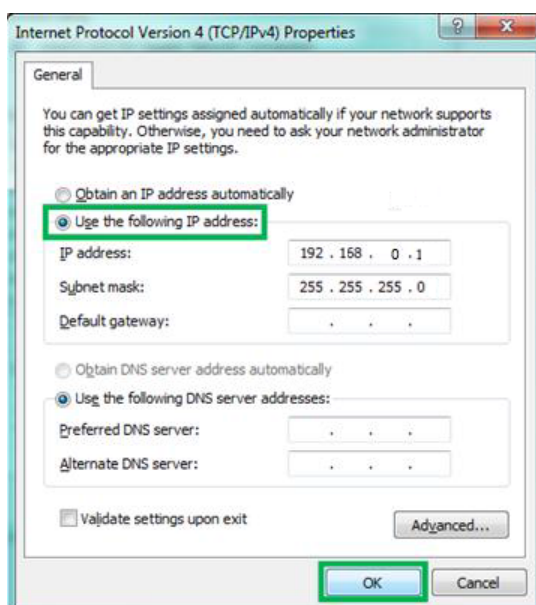 Internet Protocol Version 4 (TCP/IPv4) Properties
General
You can get IP settings assigned automatically if your network supports
this capability. Otherwise, you need to ask your network administrator
for the appropriate IP settings.
Obtain an IP address automatically
Use the following IP address:
IP address: 192 . 168 . 0 . 1
Subnet mask: 255 . 255 . 255 . 0
Default gateway: . . .
Obtain DNS server address automatically
Use the following DNS server addresses:
Preferred DNS server: . . .
Alternate DNS server: . . .
Validate settings upon exit
Advanced...
OK Cancel